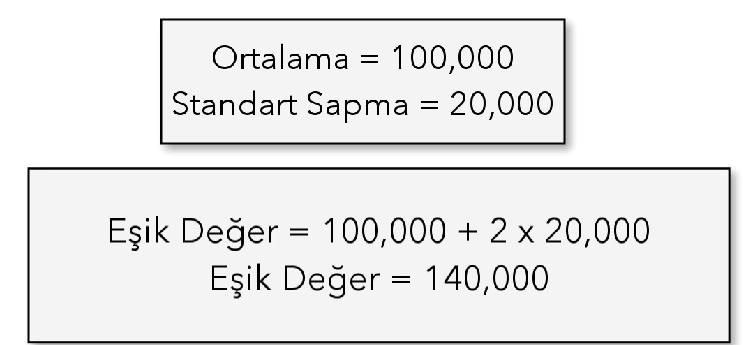 Ortalama = 100,000
Standart Sapma = 20,000
Eşik Değer = 100,000 + 2 x 20,000
Eşik Değer = 140,000